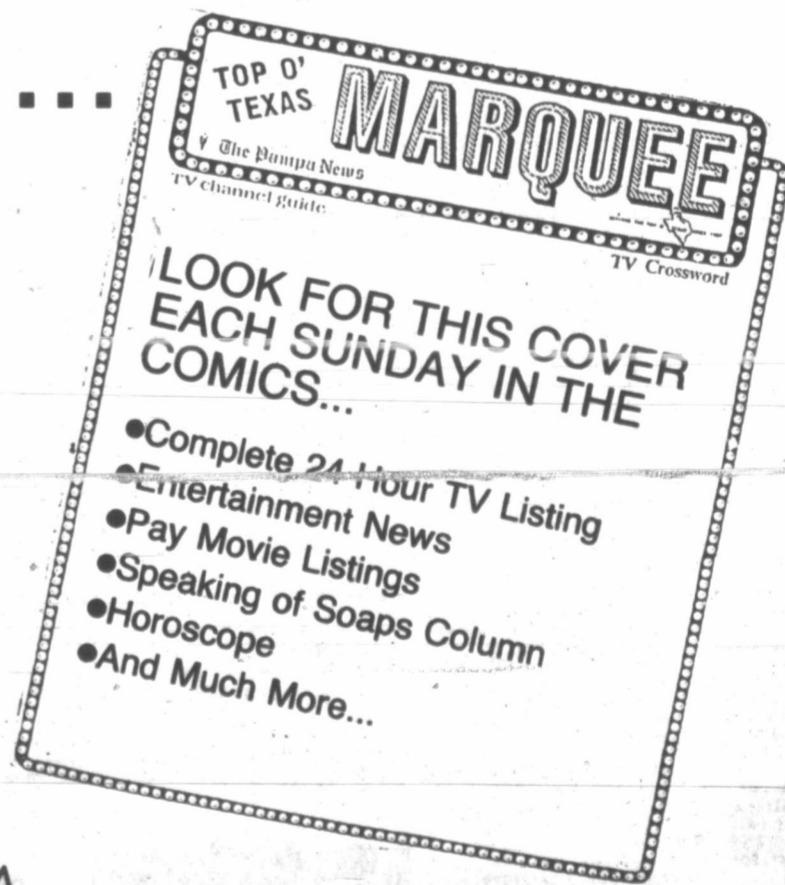 ...
TOP O'
TEXAS
MARQUEE
The Pampa News
TV channel guide
TV Crossword
LOOK FOR THIS COVER
EACH SUNDAY IN THE
COMICS...
●Complete 24 Hour TV Listing
●Entertainment News
●Pay Movie Listings
●Speaking of Soaps Column
●Horoscope
●And Much More...